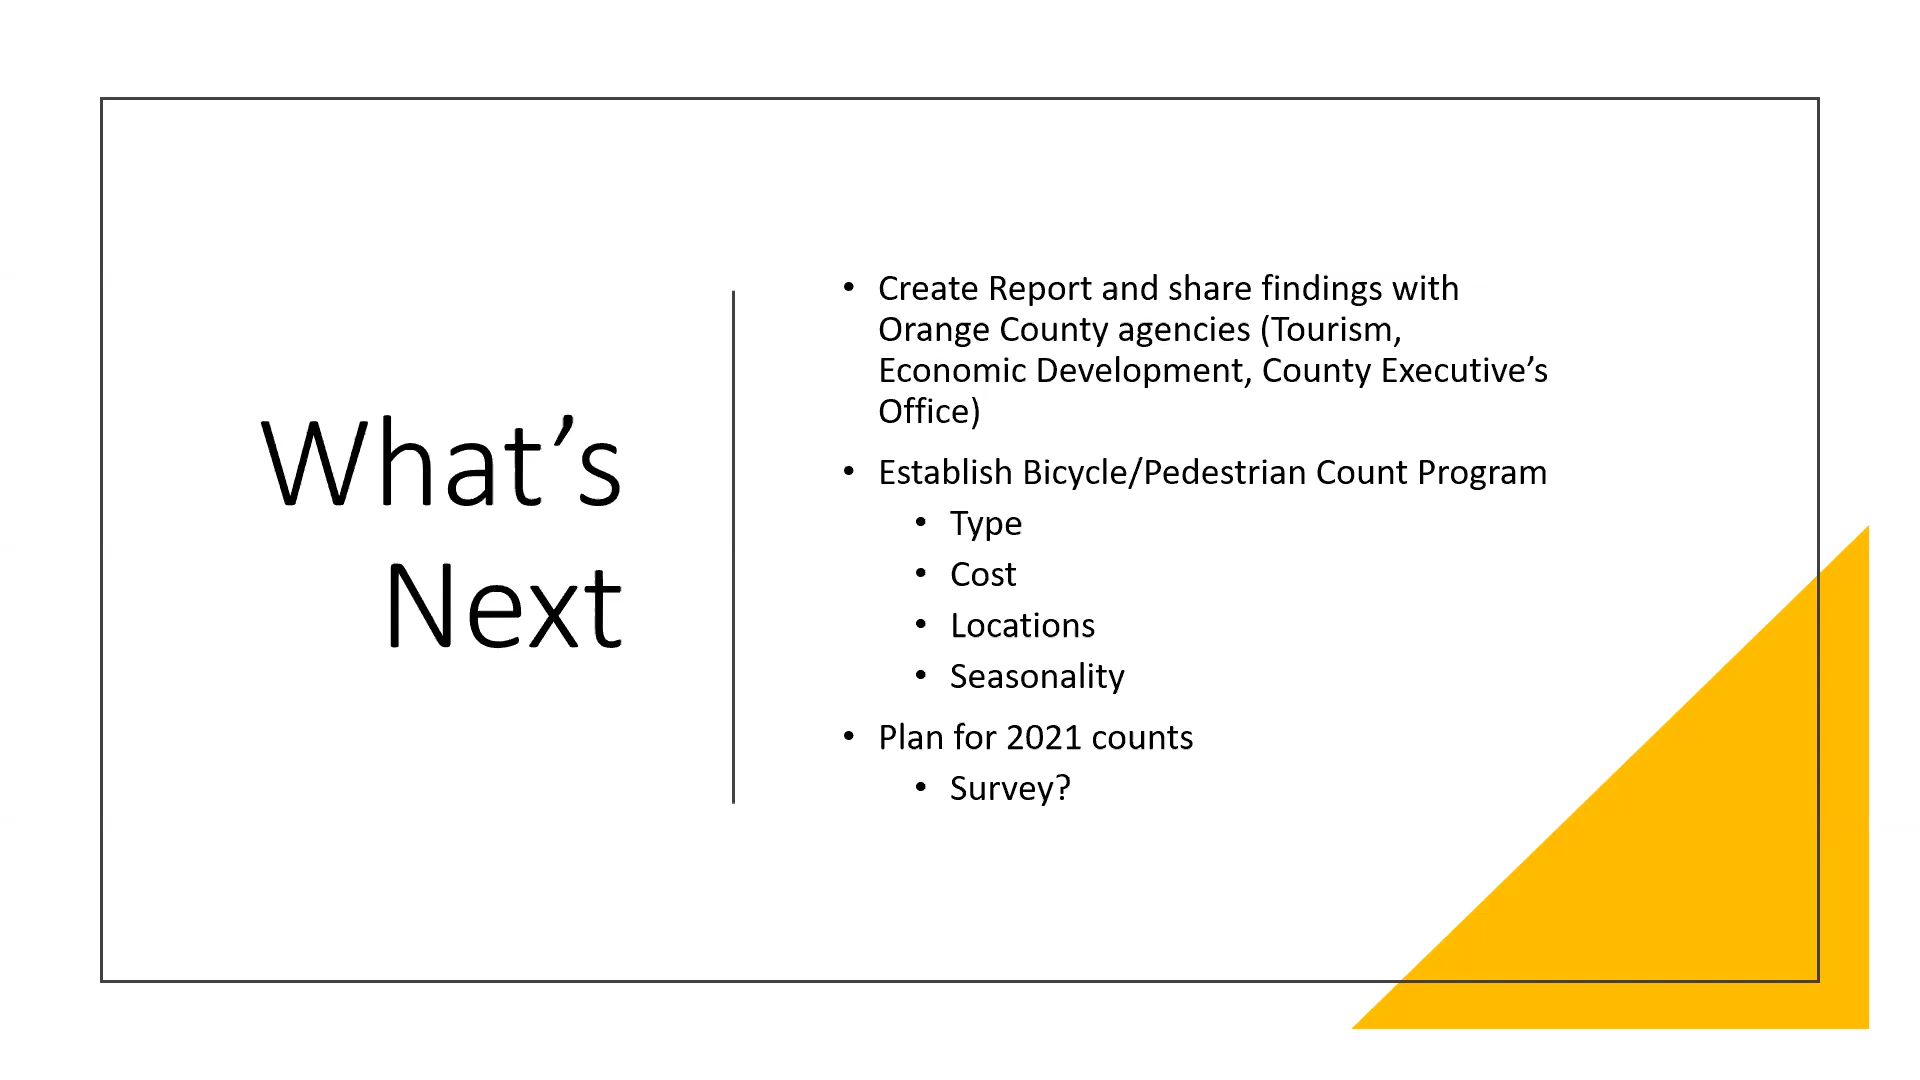 What's
Next
• Create Report and share findings with
Orange County agencies (Tourism,
Economic Development, County Executive's
Office)
• Establish Bicycle/Pedestrian Count Program
• Type
• Cost
• Locations
• Seasonality
• Plan for 2021 counts
• Survey?